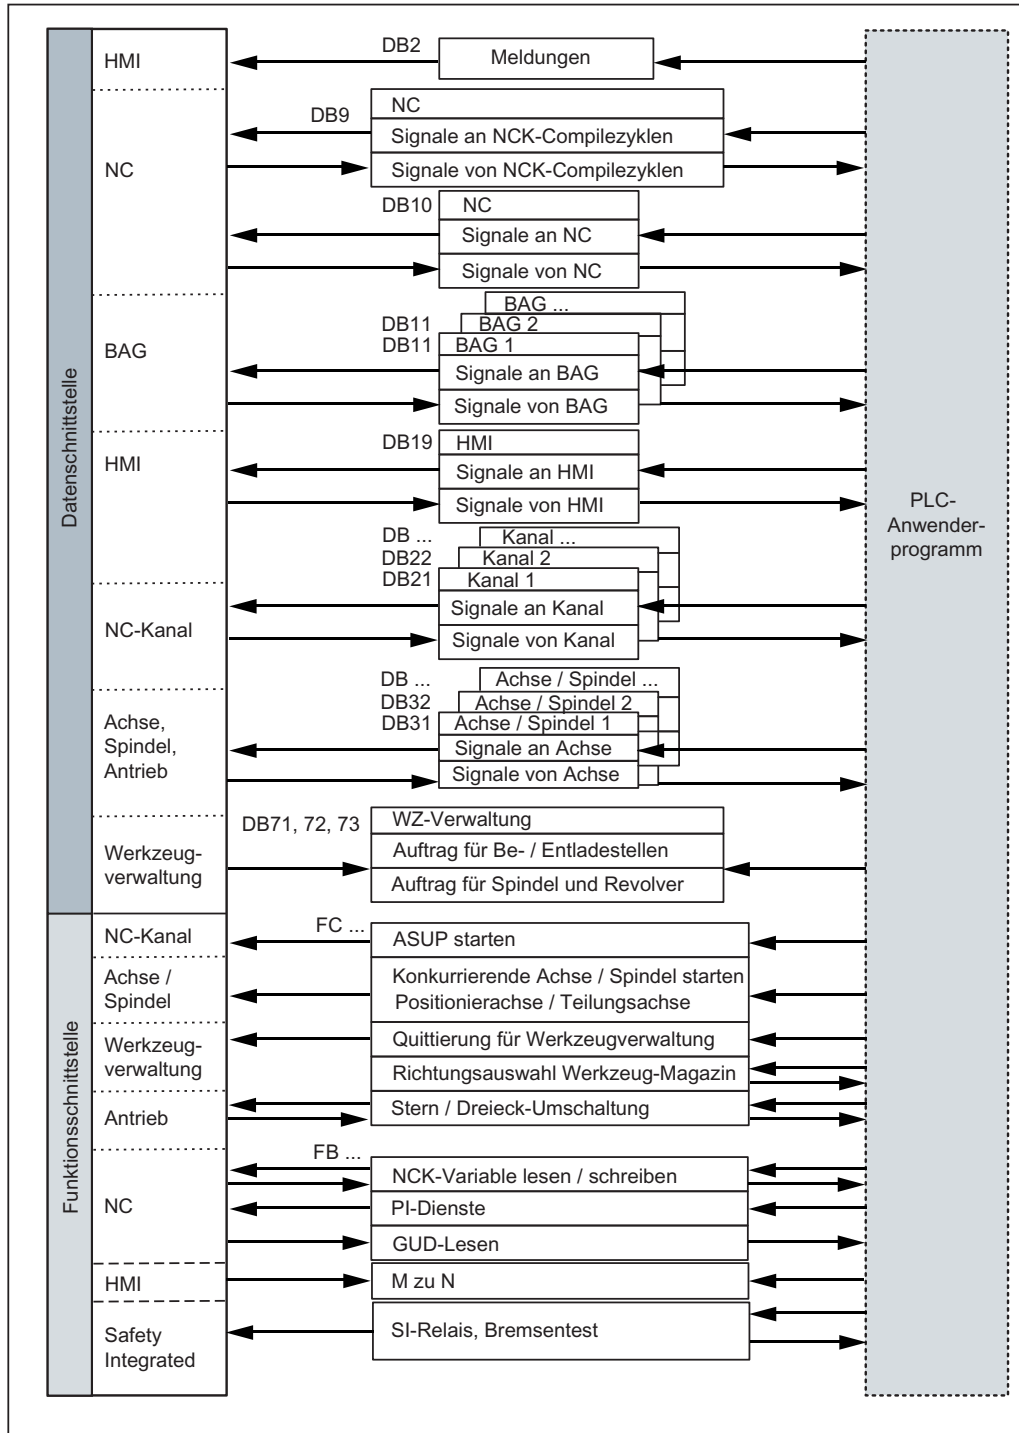 Datenschnittstelle
HMI
DB2
Meldungen
NC
DB9
NC
Signale an NCK-Compilezyklen
Signale von NCK-Compilezyklen
DB10
NC
Signale an NC
Signale von NC
BAG
BAG ...
DB11
BAG 2
DB11
BAG 1
Signale an BAG
Signale von BAG
HMI
DB19
HMI
Signale an HMI
Signale von HMI
PLC-
Anwender-
programm
DB ...
Kanal ...
DB22
Kanal 2
DB21
Kanal 1
NC-Kanal
Signale an Kanal
Signale von Kanal
DB ...
Achse / Spindel ...
DB32
Achse / Spindel 2
DB31
Achse / Spindel 1
Achse,
Spindel,
Antrieb
Signale an Achse
Signale von Achse
Werkzeug-
verwaltung
DB71, 72, 73
WZ-Verwaltung
Auftrag für Be- / Entladestellen
Auftrag für Spindel und Revolver
Funktionsschnittstelle
NC-Kanal
FC ...
ASUP starten
Achse /
Spindel
Konkurrierende Achse / Spindel starten
Positionierachse / Teilungsachse
Werkzeug-
verwaltung
Quittierung für Werkzeugverwaltung
Richtungsauswahl Werkzeug-Magazin
Antrieb
Stern / Dreieck-Umschaltung
NC
FB ...
NCK-Variable lesen / schreiben
PI-Dienste
GUD-Lesen
HMI
M zu N
Safety
Integrated
SI-Relais, Bremsentest